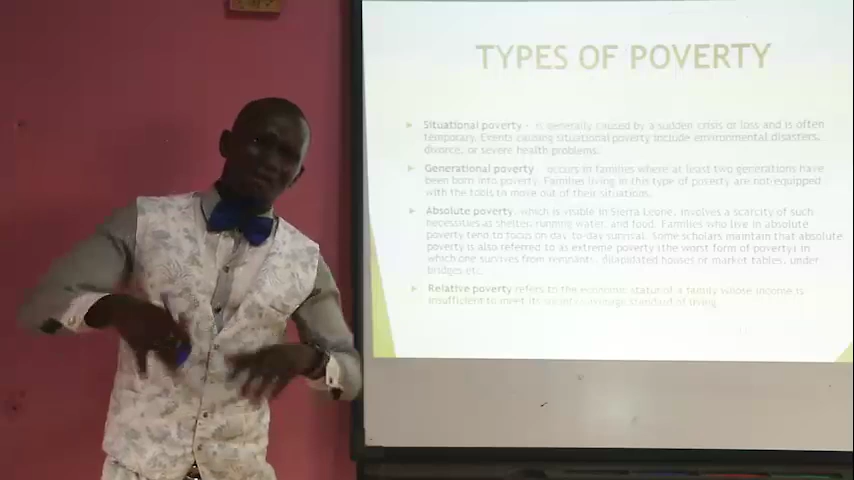 TYPES OF POVERTY
Situational poverty - is generally caused by a sudden crisis or loss and is often
temporary. Events causing situational poverty include environmental disasters,
divorce, or severe health problems.
Generational poverty occurs in families where at least two generations have
been born into poverty. Families living in this type of poverty are not equipped
with the tools to move out of their situations.
Absolute poverty, which is visible in Sierra Leone, involves a scarcity of such
necessities as shelter, running water, and food. Families who live in absolute
poverty tend to focus on day-to-day survival. Some scholars maintain that absolute
poverty is also referred to as extreme poverty (the worst form of poverty) in
which one survives from remnants, dilapidated houses or market tables, under
bridges etc.
Relative poverty refers to the economic status of a family whose income is
insufficient to meet its average standard of living